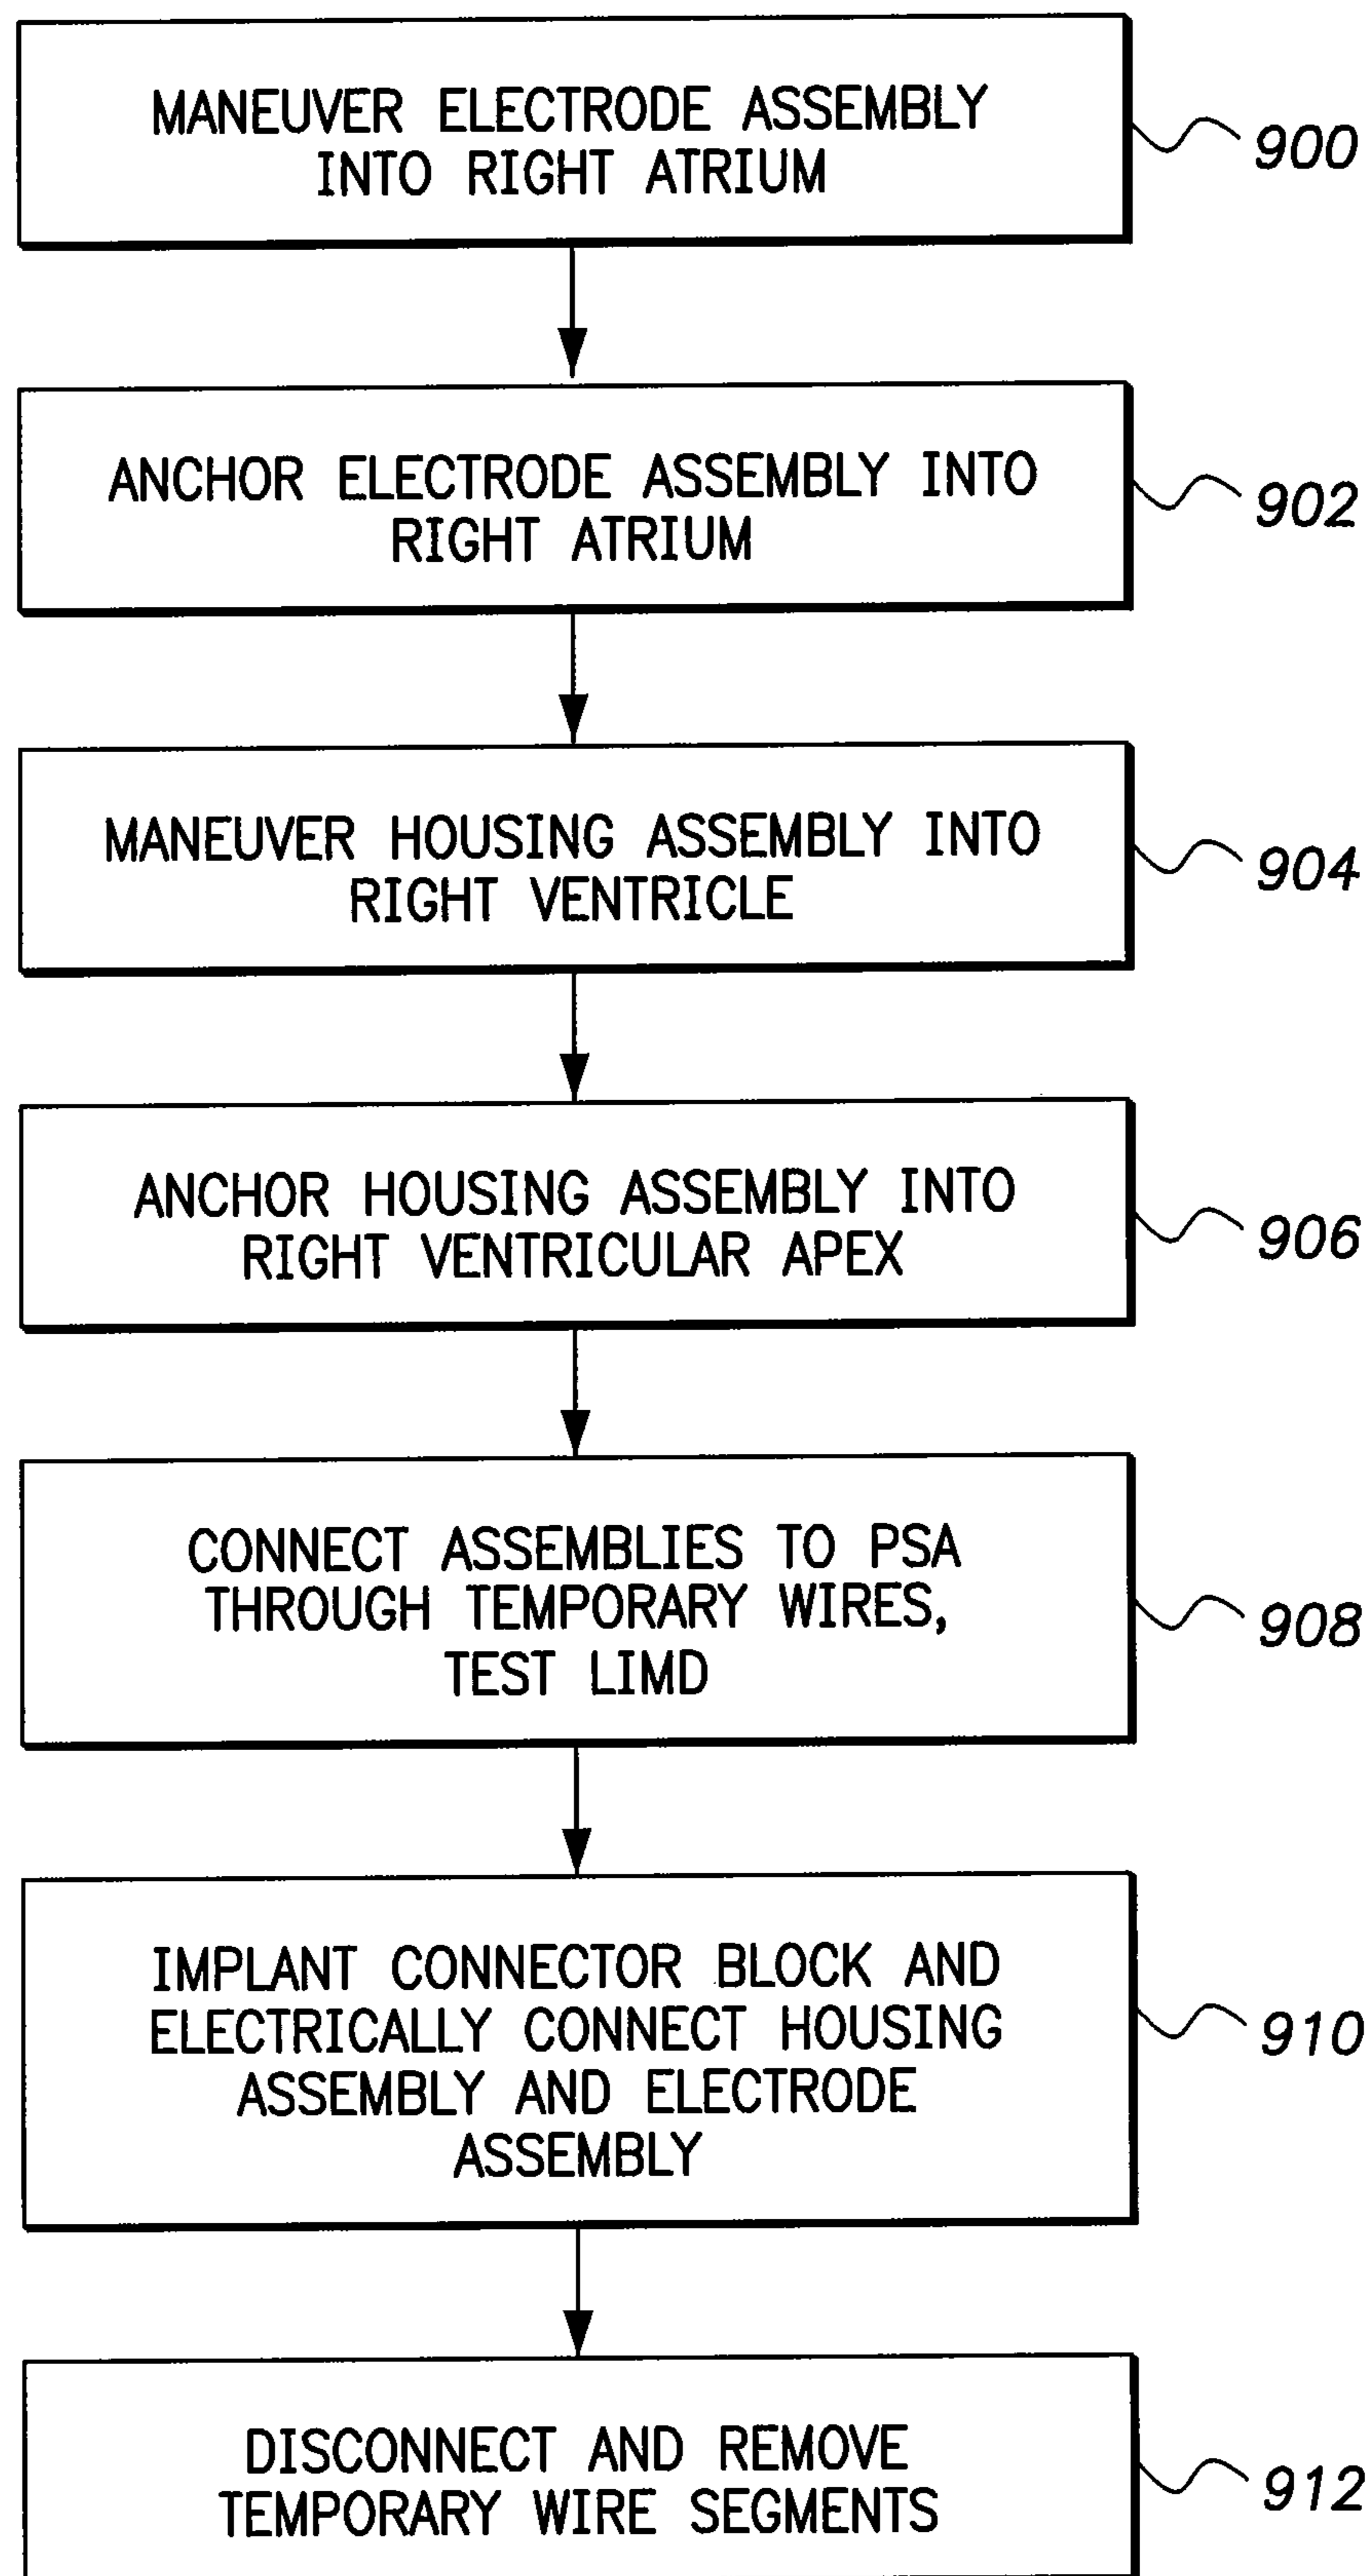 MANEUVER ELECTRODE ASSEMBLY
INTO RIGHT ATRIUM
900
ANCHOR ELECTRODE ASSEMBLY INTO
RIGHT ATRIUM
902
MANEUVER HOUSING ASSEMBLY INTO
RIGHT VENTRICLE
904
ANCHOR HOUSING ASSEMBLY INTO
RIGHT VENTRICULAR APEX
906
CONNECT ASSEMBLIES TO PSA
THROUGH TEMPORARY WIRES,
TEST LIMD
908
IMPLANT CONNECTOR BLOCK AND
ELECTRICALLY CONNECT HOUSING
ASSEMBLY AND ELECTRODE
ASSEMBLY
910
DISCONNECT AND REMOVE
TEMPORARY WIRE SEGMENTS
912